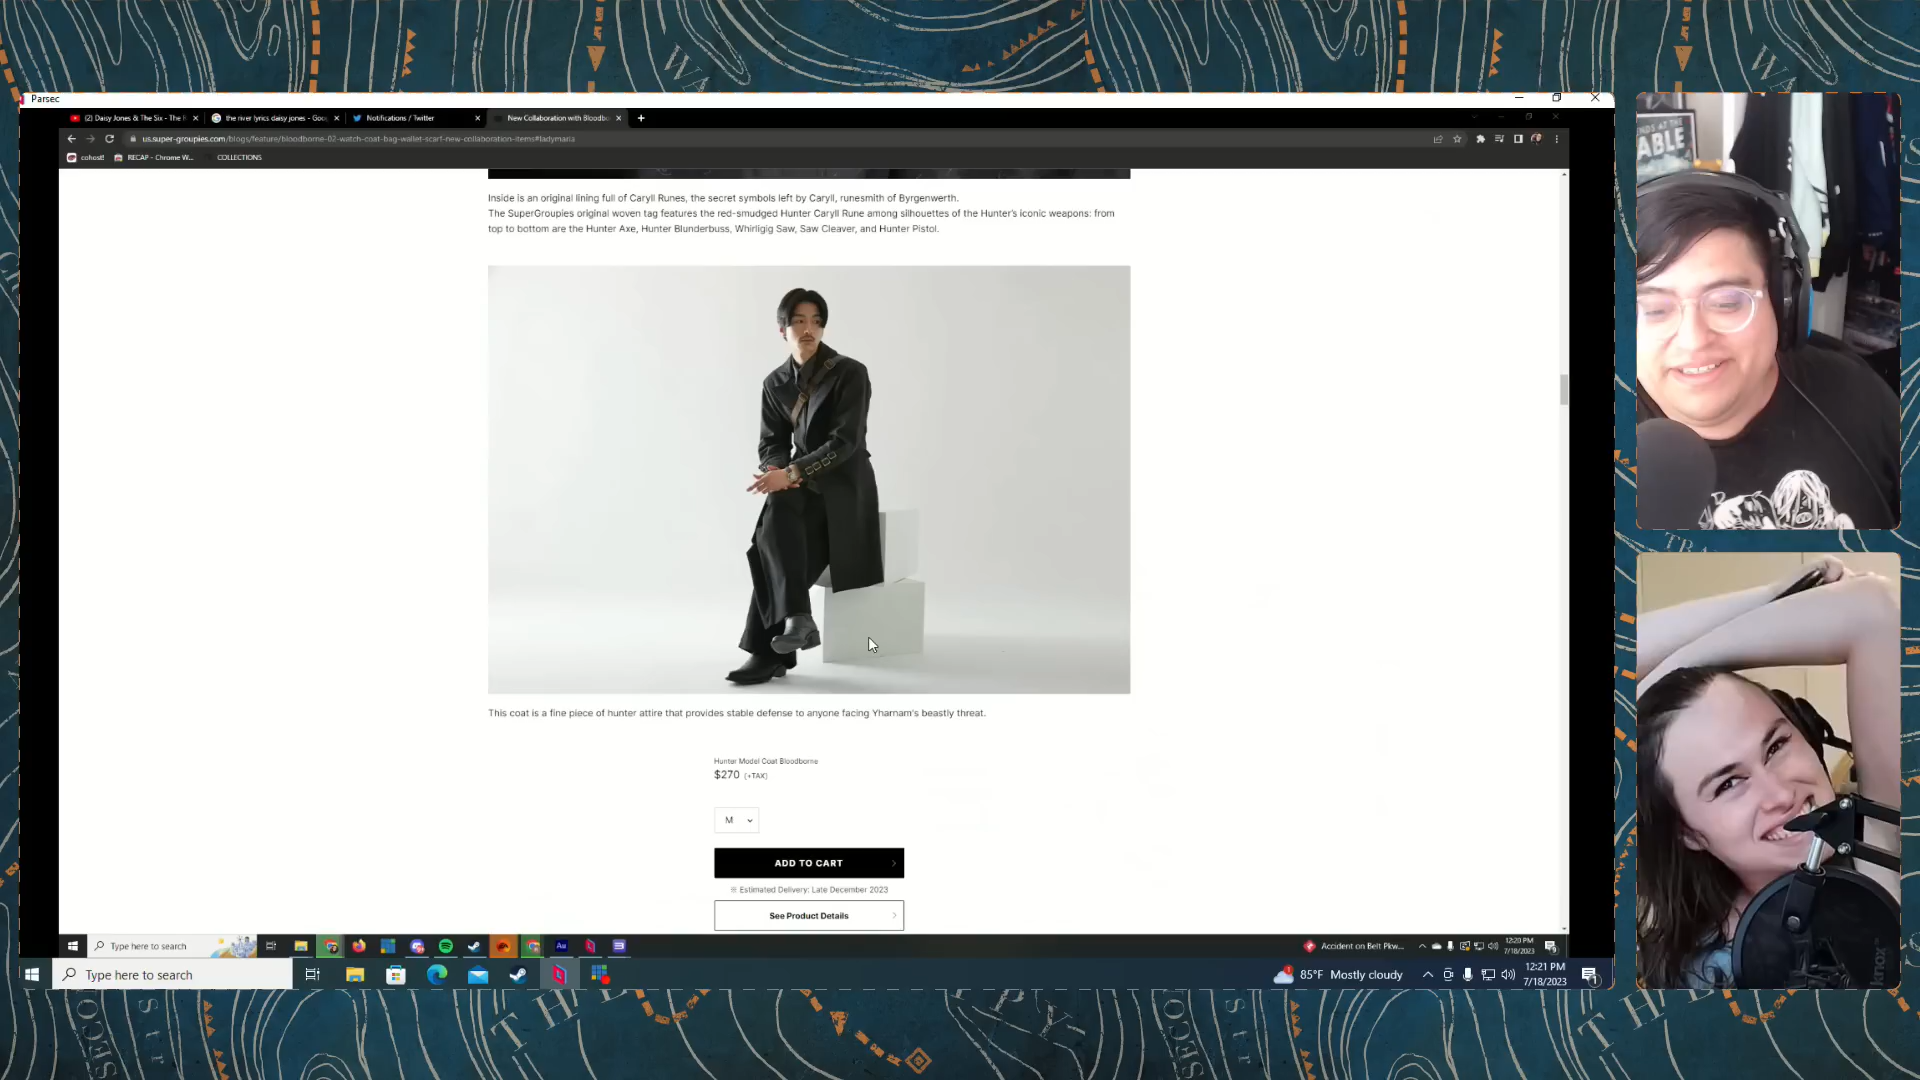 Parsec
(2) Daisy Jones & The Six - The R
the river lyrics daisy jones - Goo
Notifications / Twitter
New Collaboration with Bloodbo
us.super-groupies.com/blogs/feature/bloodborne-02-watch-coat-bag-wallet-scarf-new-collaboration-items#ladymaria
cohost!
RECAP - Chrome W...
COLLECTIONS
Inside is an original lining full of Caryll Runes, the secret symbols left by Caryll, runesmith of Byrgenwerth.
The SuperGroupies original woven tag features the red-smudged Hunter Caryll Rune among silhouettes of the Hunter's iconic weapons: from
top to bottom are the Hunter Axe, Hunter Blunderbuss, Whirligig Saw, Saw Cleaver, and Hunter Pistol.
This coat is a fine piece of hunter attire that provides stable defense to anyone facing Yharnam's beastly threat.
Hunter Model Coat Bloodborne
$270 (+TAX)
M
ADD TO CART
※ Estimated Delivery: Late December 2023
See Product Details
Type here to search
Accident on Belt Pkw...
12:20 PM
7/18/2023
Type here to search
85°F Mostly cloudy
12:21 PM
7/18/2023
ABLE
knox